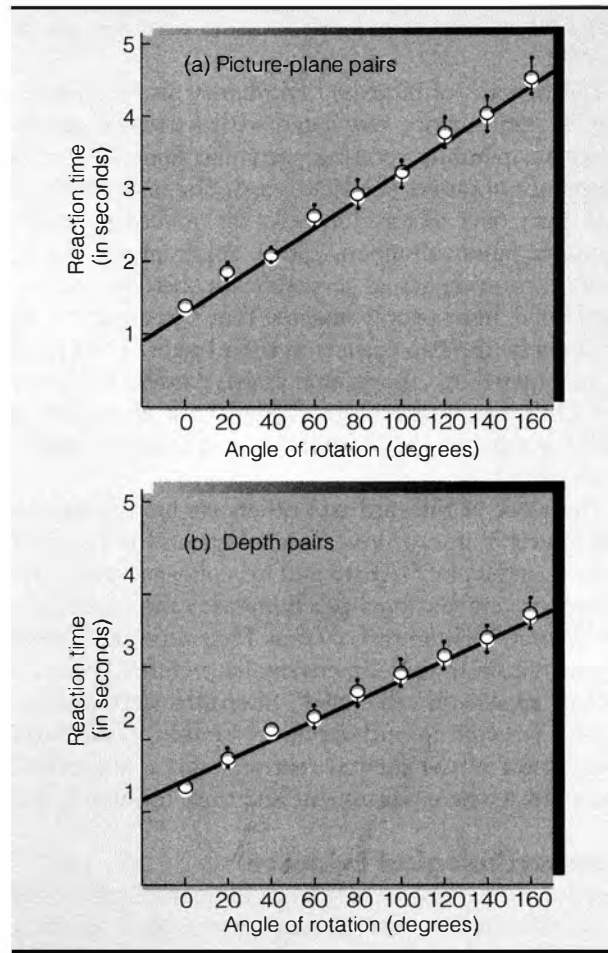 5
(a) Picture-plane pairs
4
3
2
1
Reaction time
(in seconds)
0 20 40 60 80 100 120 140 160
Angle of rotation (degrees)
5
(b) Depth pairs
4
3
2
1
Reaction time
(in seconds)
0 20 40 60 80 100 120 140 160
Angle of rotation (degrees)